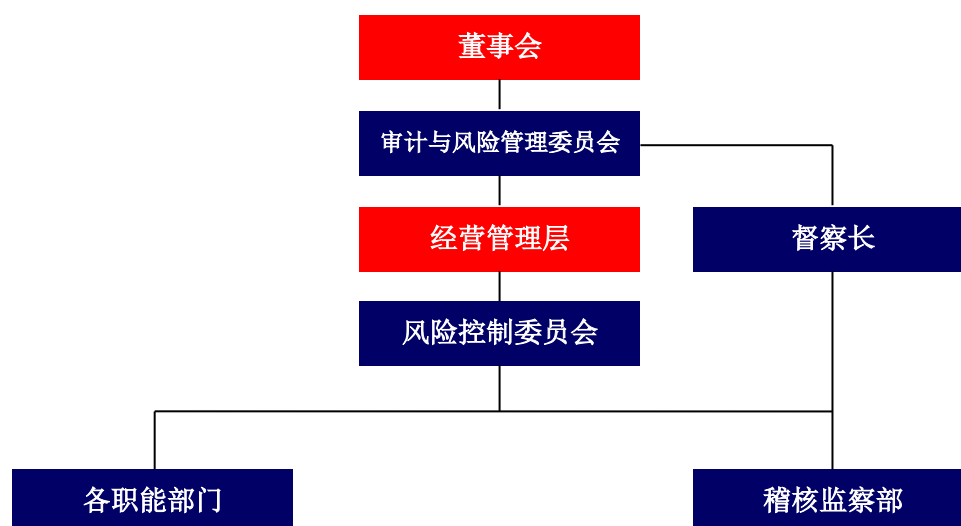 董事会
审计与风险管理委员会
经营管理层
督察长
风险控制委员会
各职能部门
稽核监察部